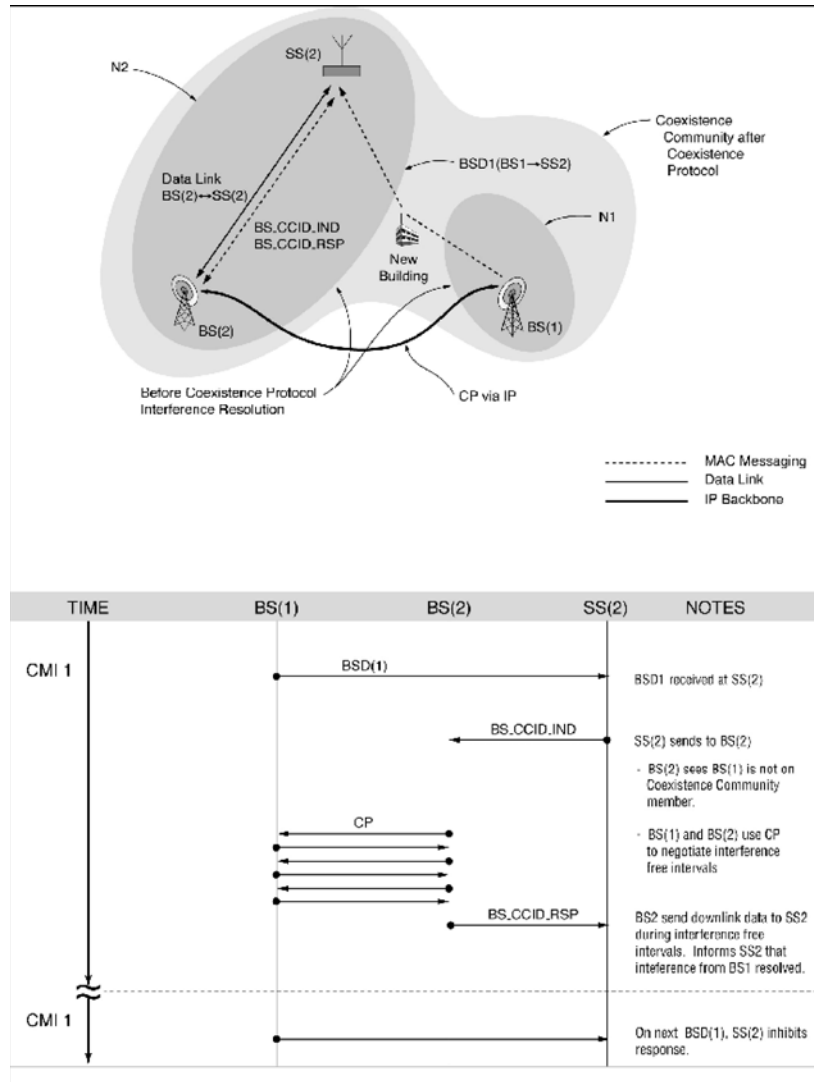 SS(2)
N2
Coexistence
Community after
Coexistence
Protocol
BSD1(BS1→SS2)
Data Link
BS(2)↔SS(2)
N1
BS_CCID_IND
BS_CCID_RSP
New
Building
BS(2)
BS(1)
Before Coexistence Protocol
Interference Resolution
CP via IP
MAC Messaging
Data Link
IP Backbone
TIME BS(1) BS(2) SS(2) NOTES
CMI 1
BSD(1)
BSD1 received at SS(2)
BS_CCID_IND
SS(2) sends to BS(2)
- BS(2) sees BS(1) is not on
Coexistence Community
member.
CP
- BS(1) and BS(2) use CP
to negotiate interference
free intervals
BS_CCID_RSP
BS2 send downlink data to SS2
during interference free
intervals. Informs SS2 that
inteference from BS1 resolved.
CMI 1
On next BSD(1), SS(2) inhibits
response.